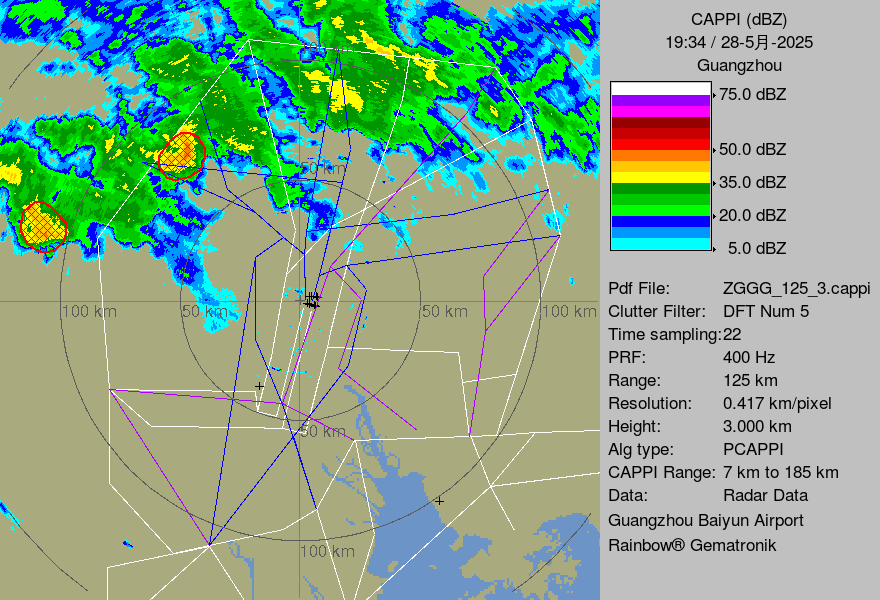 CAPPI (dBZ)
19:34 / 28-5月-2025
Guangzhou
75.0 dBZ
50.0 dBZ
35.0 dBZ
20.0 dBZ
5.0 dBZ
Pdf File: ZGGG_125_3.cappi
Clutter Filter: DFT Num 5
Time sampling:22
PRF: 400 Hz
Range: 125 km
Resolution: 0.417 km/pixel
Height: 3.000 km
Alg type: PCAPPI
CAPPI Range: 7 km to 185 km
Data: Radar Data
Guangzhou Baiyun Airport
Rainbow® Gematronik
100 km
50 km
100 km
50 km
50 km
50 km
100 km